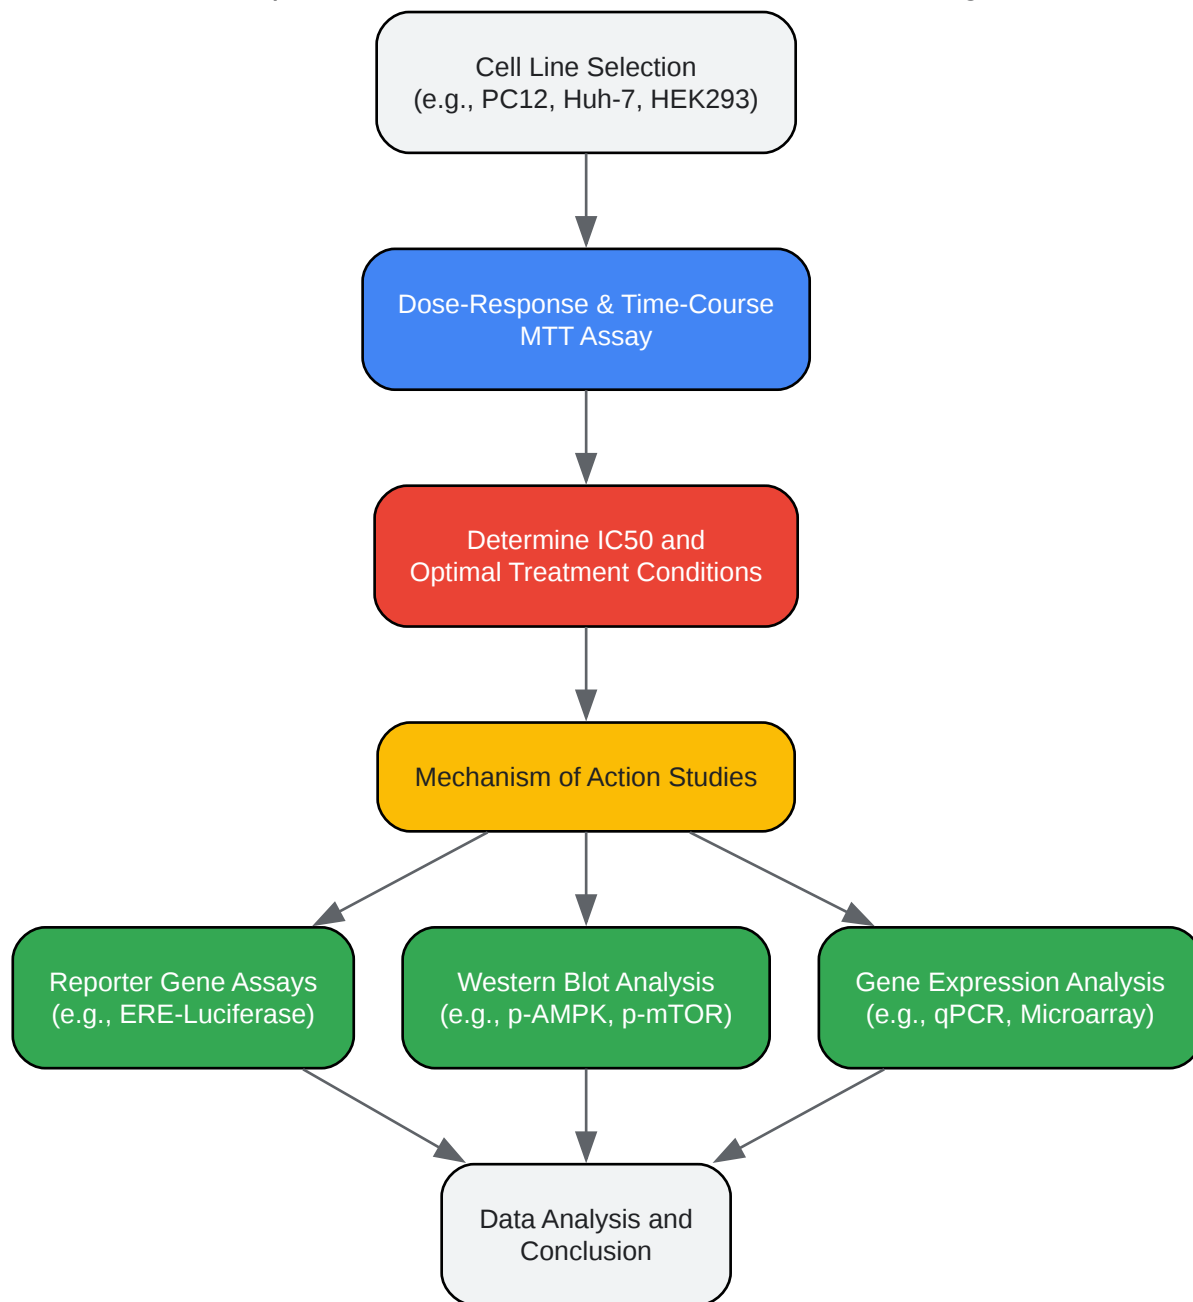 Cell Line Selection
(e.g., PC12, Huh-7, HEK293)
Dose-Response & Time-Course
MTT Assay
Determine IC50 and
Optimal Treatment Conditions
Mechanism of Action Studies
Reporter Gene Assays
(e.g., ERE-Luciferase)
Western Blot Analysis
(e.g., p-AMPK, p-mTOR)
Gene Expression Analysis
(e.g., qPCR, Microarray)
Data Analysis and
Conclusion